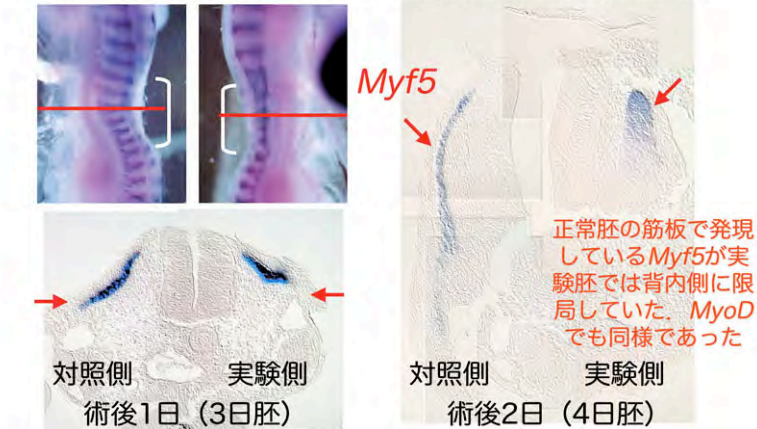 Myf5
正常胚の筋板で発現
しているMyf5が実
験胚では背内側に限
局していた．MyoD
でも同様であった
対照側 実験側
術後1日（3日胚）
対照側 実験側
術後2日（4日胚）